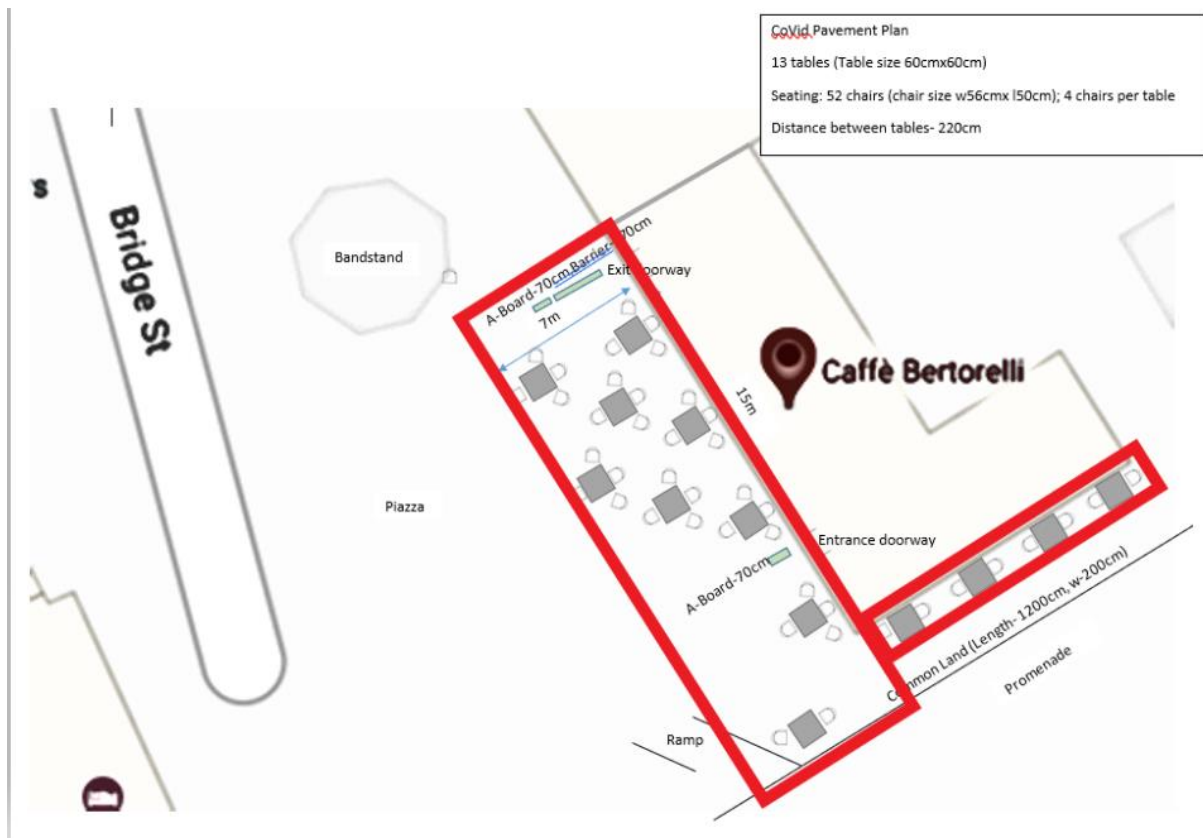 CoVid Pavement Plan
13 tables (Table size 60cmx60cm)
Seating: 52 chairs (chair size w56cmx l50cm); 4 chairs per table
Distance between tables- 220cm
s
Bridge St
Bandstand
A-Board-70cm
Barrier-
70cm
Exit doorway
7m
15m
Caffè Bertorelli
Piazza
Entrance doorway
A-Board-70cm
Common Land (Length- 1200cm, w-200cm)
Promenade
Ramp